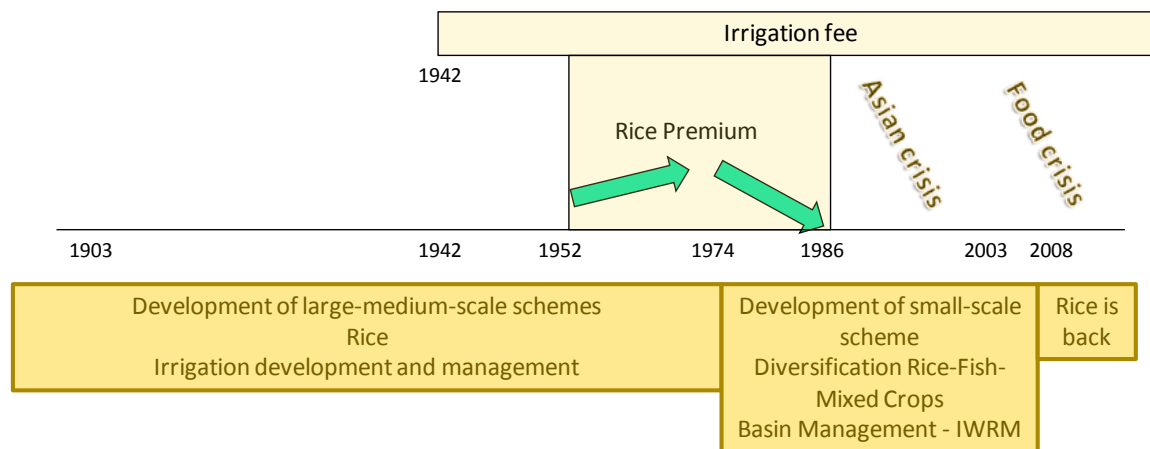 Irrigation fee
1942
Rice Premium
Asian crisis
Food crisis
1903
1942
1952
1974
1986
2003
2008
Development of large-medium-scale schemes
Rice
Irrigation development and management
Development of small-scale
scheme
Diversification Rice-Fish-
Mixed Crops
Basin Management - IWRM
Rice is
back